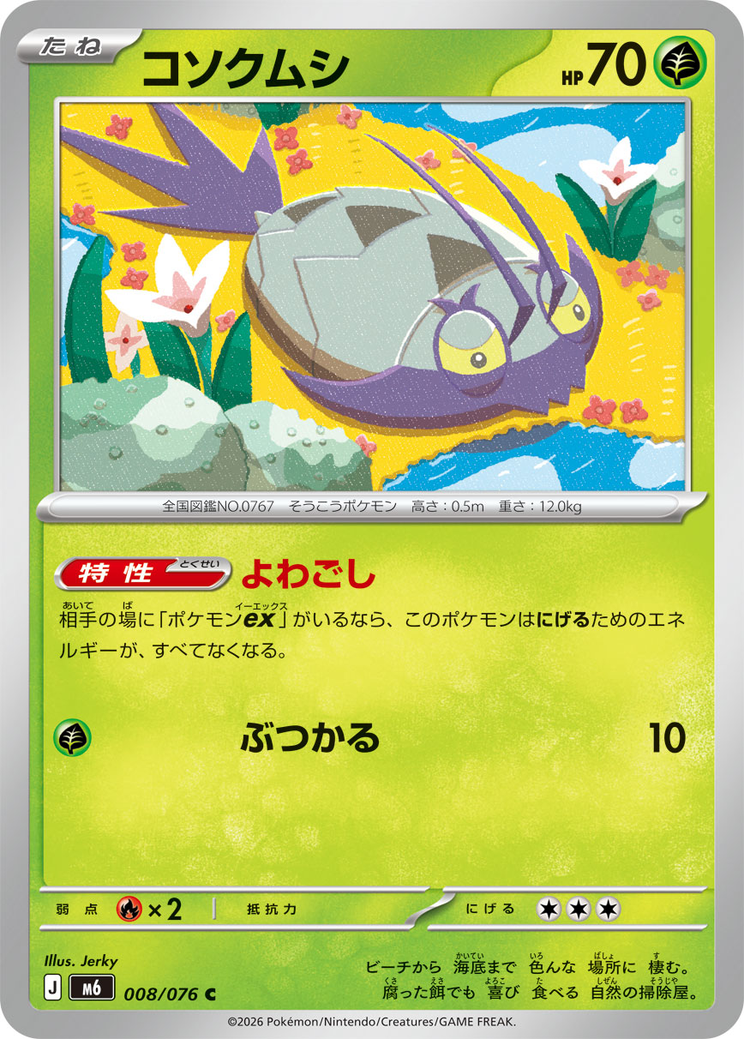 たね コソクムシ HP70
全国図鑑NO.0767 そうこうポケモン 高さ：0.5m 重さ：12.0kg
特性 とくせい よわごし
あいて ば イーエックス
相手の場に「ポケモンex」がいるなら、このポケモンはにげるためのエネ
ルギーが、すべてなくなる。
ぶつかる 10
弱点 ×2 抵抗力 にげる
Illus. Jerky
かいてい いろ ばしょ す
ビーチから 海底まで 色んな 場所に 棲む。
くさ えさ よろこ た しぜん そうじや
腐った餌でも 喜び 食べる 自然の掃除屋。
J M6 008/076 C
©2026 Pokémon/Nintendo/Creatures/GAME FREAK.